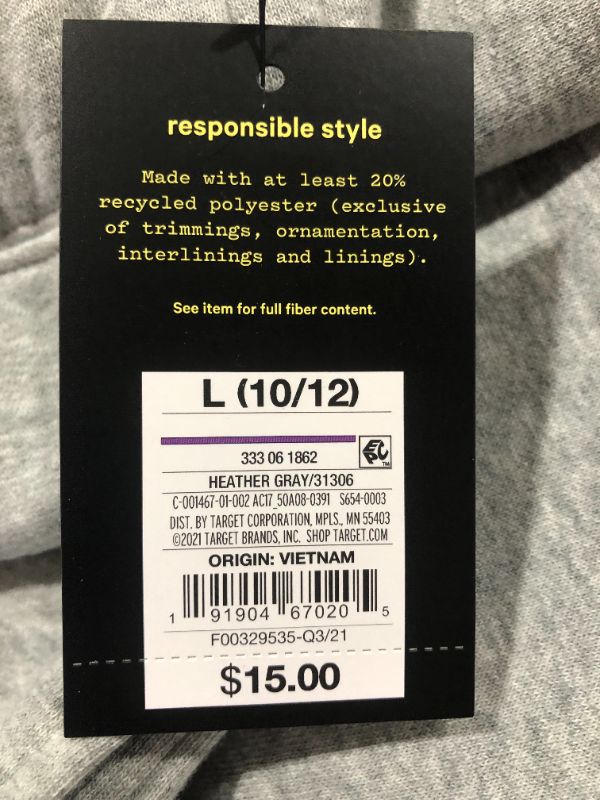 responsible style
Made with at least 20%
recycled polyester (exclusive
of trimmings, ornamentation,
interlinings and linings).
See item for full fiber content.
L (10/12)
333 06 1862
EPC
TM
HEATHER GRAY/31306
C-001467-01-002 AC17_50A08-0391 S654-0003
DIST. BY TARGET CORPORATION, MPLS., MN 55403
©2021 TARGET BRANDS, INC. SHOP TARGET.COM
ORIGIN: VIETNAM
1 91904 67020 5
F00329535-Q3/21
$15.00